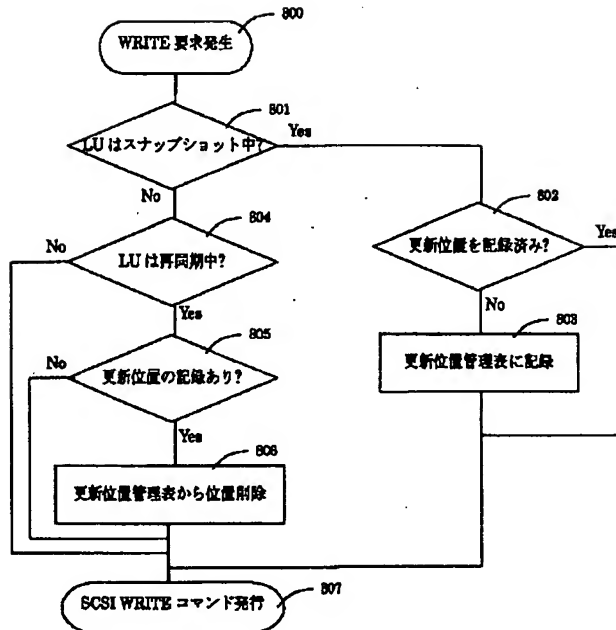 800
WRITE 要求発生
801
LUはスナップショット中?
Yes
No
802
更新位置を記録済み?
Yes
No
803
更新位置管理表に記録
804
No
LUは再同期中?
Yes
805
No
更新位置の記録あり?
Yes
806
更新位置管理表から位置削除
807
SCSI WRITE コマンド発行